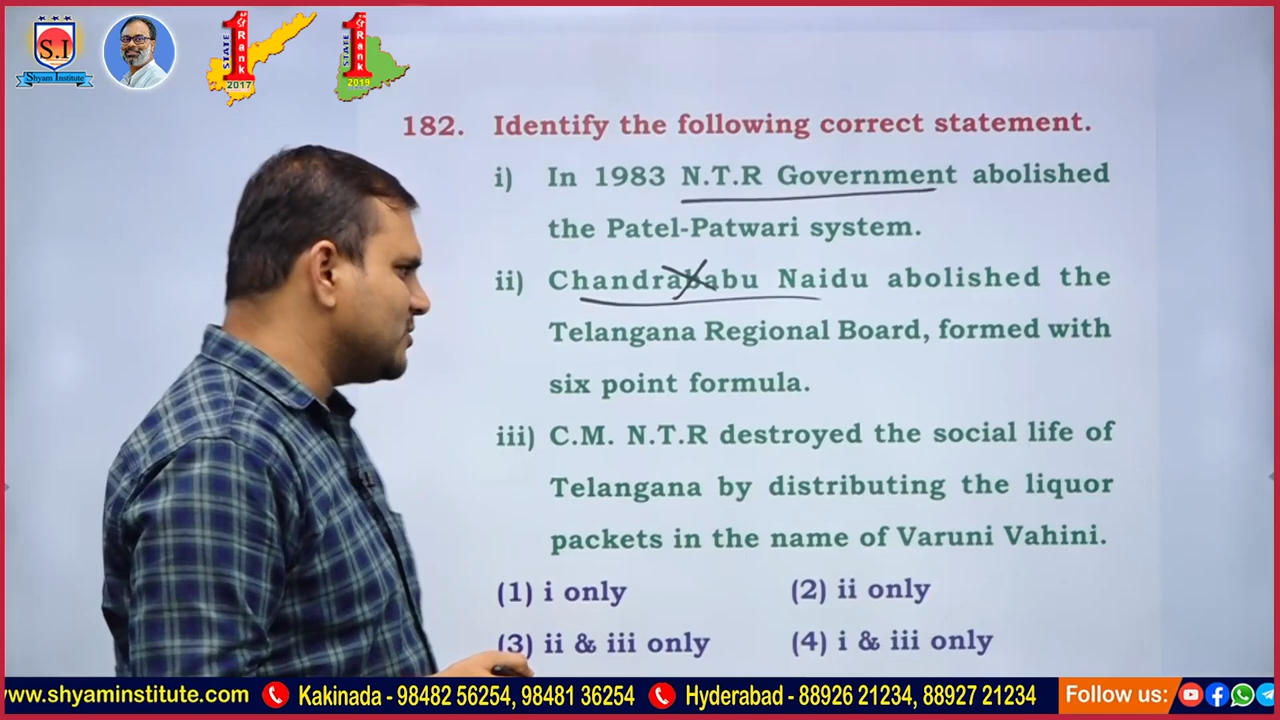 S.I
Shyam Institute
STATE 1 Rank
2017
STATE 1 Rank
2019
182. Identify the following correct statement.
i) In 1983 N.T.R Government abolished
the Patel-Patwari system.
ii) Chandrababu Naidu abolished the
Telangana Regional Board, formed with
six point formula.
iii) C.M. N.T.R destroyed the social life of
Telangana by distributing the liquor
packets in the name of Varuni Vahini.
(1) i only (2) ii only
(3) ii & iii only (4) i & iii only
www.shyaminstitute.com Kakinada - 98482 56254, 98481 36254 Hyderabad - 88926 21234, 88927 21234 Follow us: